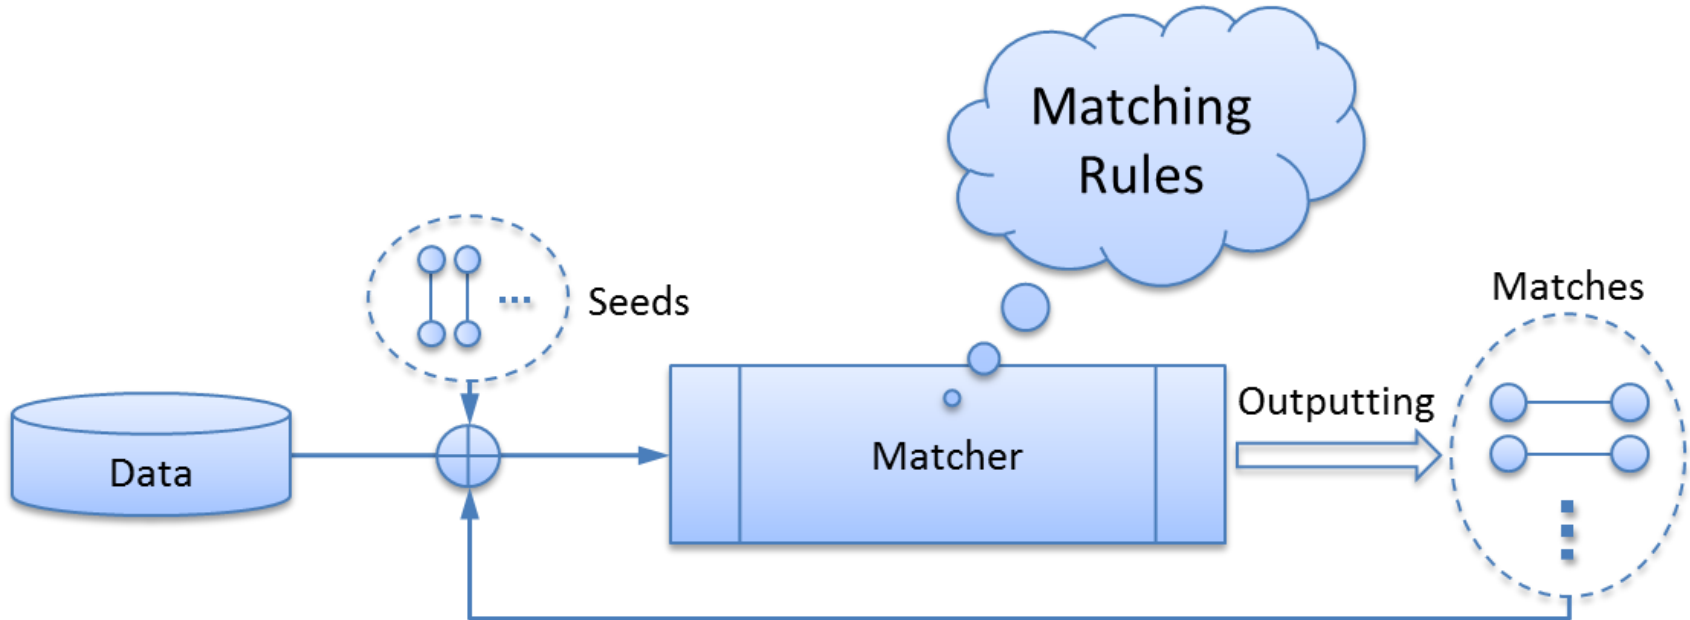 Matching
Rules
Seeds
Matches
Outputting
Data
Matcher